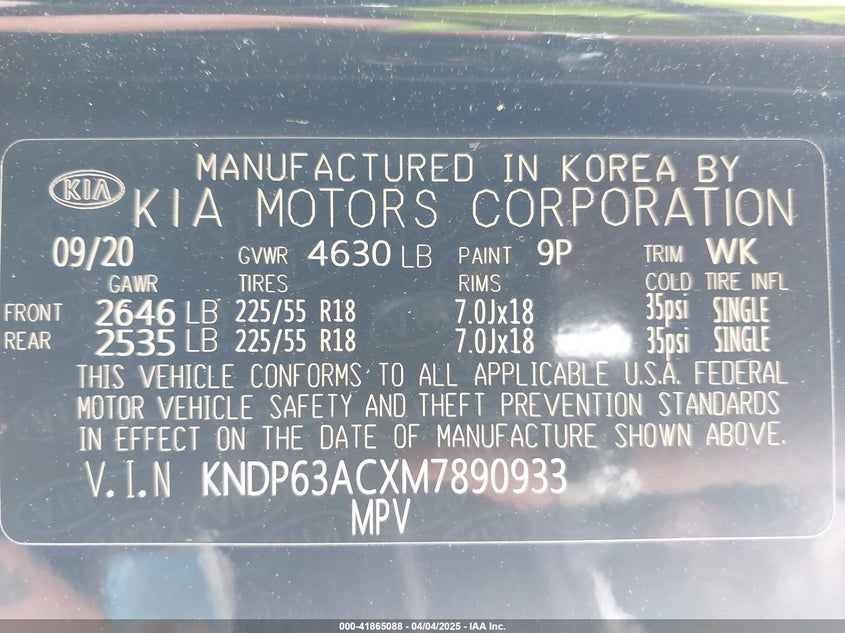 MANUFACTURED IN KOREA BY
KIA KIA MOTORS CORPORATION
09/20 GVWR 4630 LB PAINT 9P TRIM WK
GAWR TIRES RIMS COLD TIRE INFL
FRONT 2646 LB 225/55 R18 7.0Jx18 35psi SINGLE
REAR 2535 LB 225/55 R18 7.0Jx18 35psi SINGLE
THIS VEHICLE CONFORMS TO ALL APPLICABLE U.S.A. FEDERAL
MOTOR VEHICLE SAFETY AND THEFT PREVENTION STANDARDS
IN EFFECT ON THE DATE OF MANUFACTURE SHOWN ABOVE.
V.I.N KNDP63ACXM7890933
MPV
000-41865088 - 04/04/2025 - IAA Inc.